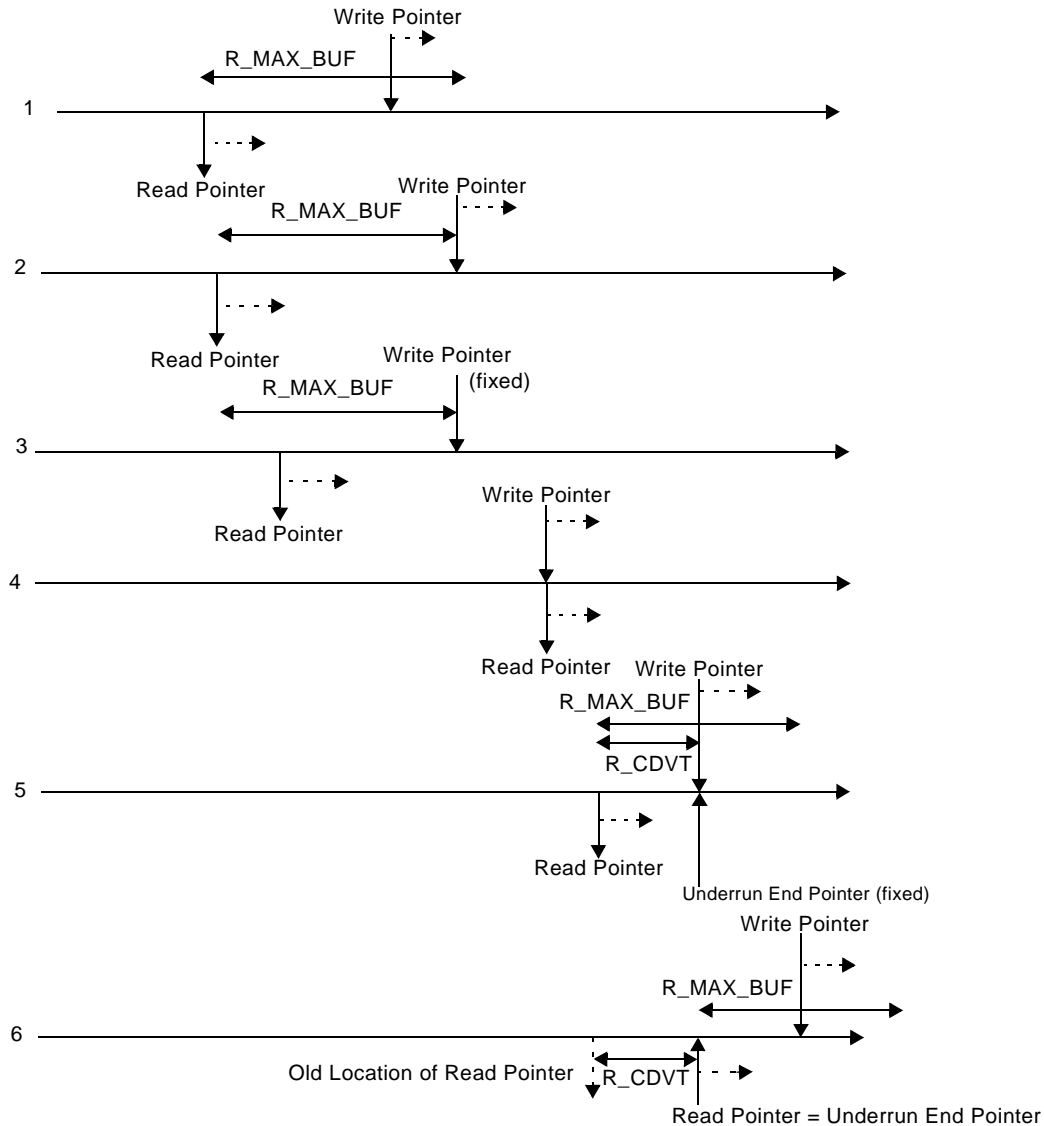 Write Pointer
R_MAX_BUF
1
Read Pointer
Write Pointer
R_MAX_BUF
2
Read Pointer
Write Pointer
(fixed)
R_MAX_BUF
3
Read Pointer
Write Pointer
4
Read Pointer
Write Pointer
R_MAX_BUF
R_CDVT
5
Read Pointer
Underrun End Pointer (fixed)
Write Pointer
R_MAX_BUF
6
Old Location of Read Pointer
R_CDVT
Read Pointer = Underrun End Pointer